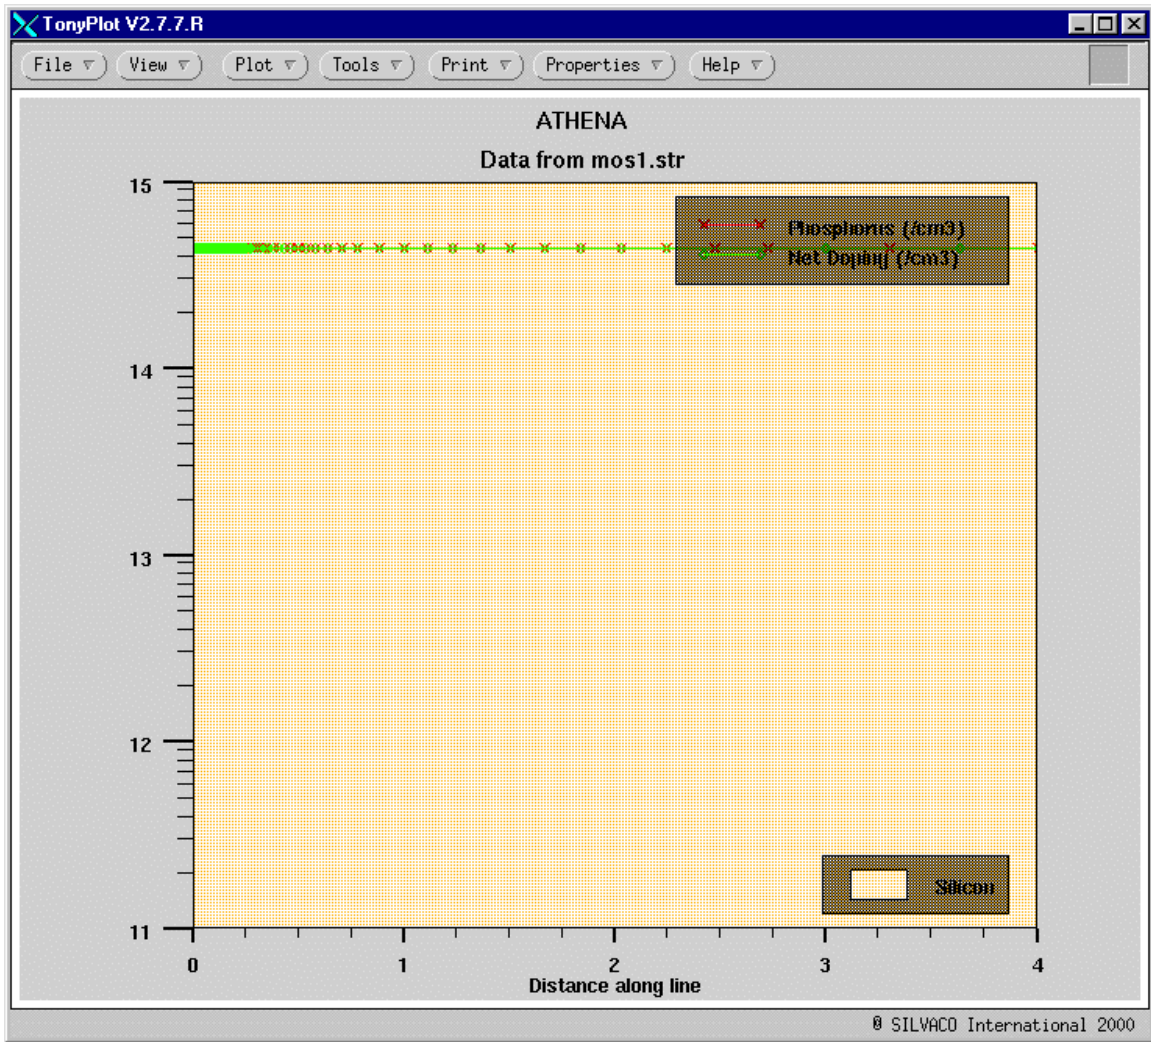 TonyPlot V2.7.7.R
File View Plot Tools Print Properties Help
ATHENA
Data from mos1.str
15
Phosphorus (/cm3)
Net Doping (/cm3)
14
13
12
Silicon
11
0 1 2 3 4
Distance along line
© SILVACO International 2000